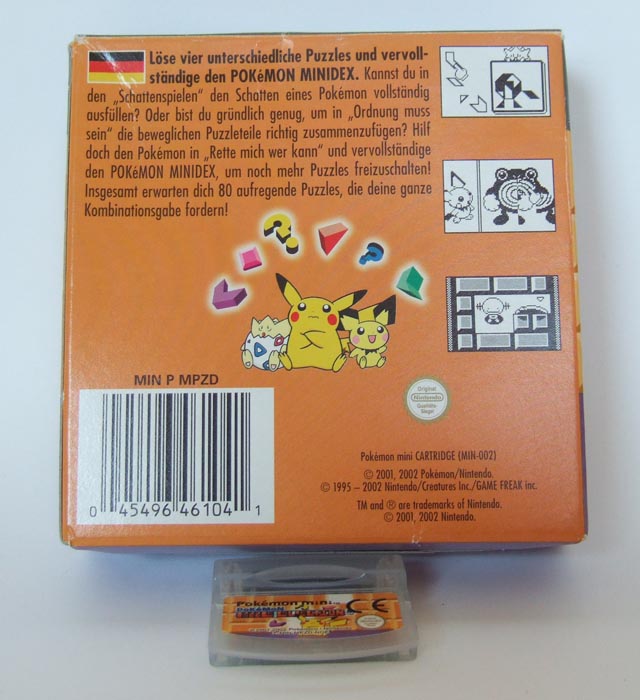 Löse vier unterschiedliche Puzzles und vervoll-
ständige den POKéMON MINIDEX. Kannst du in
den „Schattenspielen" den Schatten eines Pokémon vollständig
ausfüllen? Oder bist du gründlich genug, um in „Ordnung muss
sein" die beweglichen Puzzleteile richtig zusammenzufügen? Hilf
doch den Pokémon in „Rette mich wer kann" und vervollständige
den POKéMON MINIDEX, um noch mehr Puzzles freizuschalten!
Insgesamt erwarten dich 80 aufregende Puzzles, die deine ganze
Kombinationsgabe fordern!
MIN P MPZD
0 45496 46104 1
Original
Nintendo
Qualitäts-
Siegel
Pokémon mini CARTRIDGE (MIN-002)
© 2001, 2002 Pokémon/Nintendo.
© 1995 – 2002 Nintendo/Creatures Inc./GAME FREAK inc.
TM and ® are trademarks of Nintendo.
© 2001, 2002 Nintendo.
Pokémon mini
CE